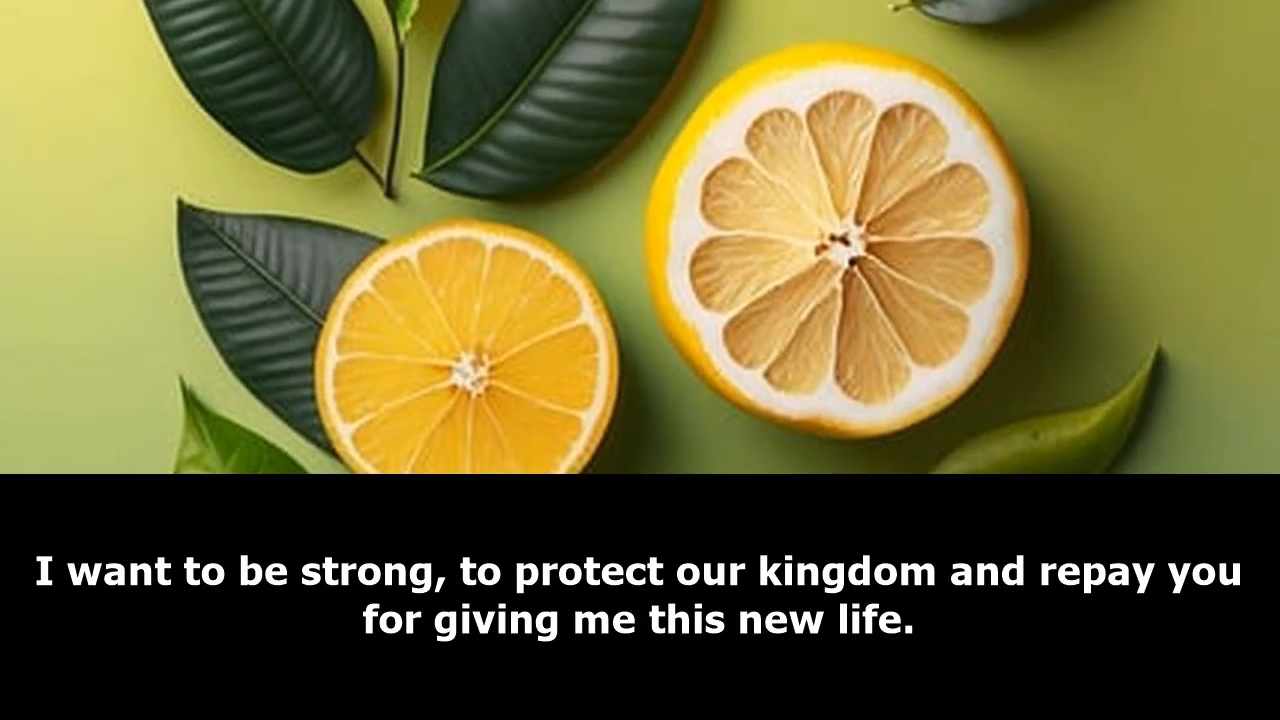 I want to be strong, to protect our kingdom and repay you
for giving me this new life.